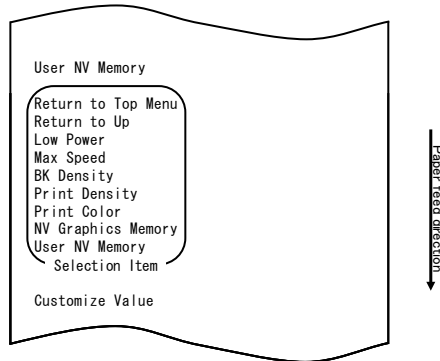 User NV Memory
Return to Top Menu
Return to Up
Low Power
Max Speed
BK Density
Print Density
Print Color
NV Graphics Memory
User NV Memory
Selection Item
Customize Value
Paper feed direction